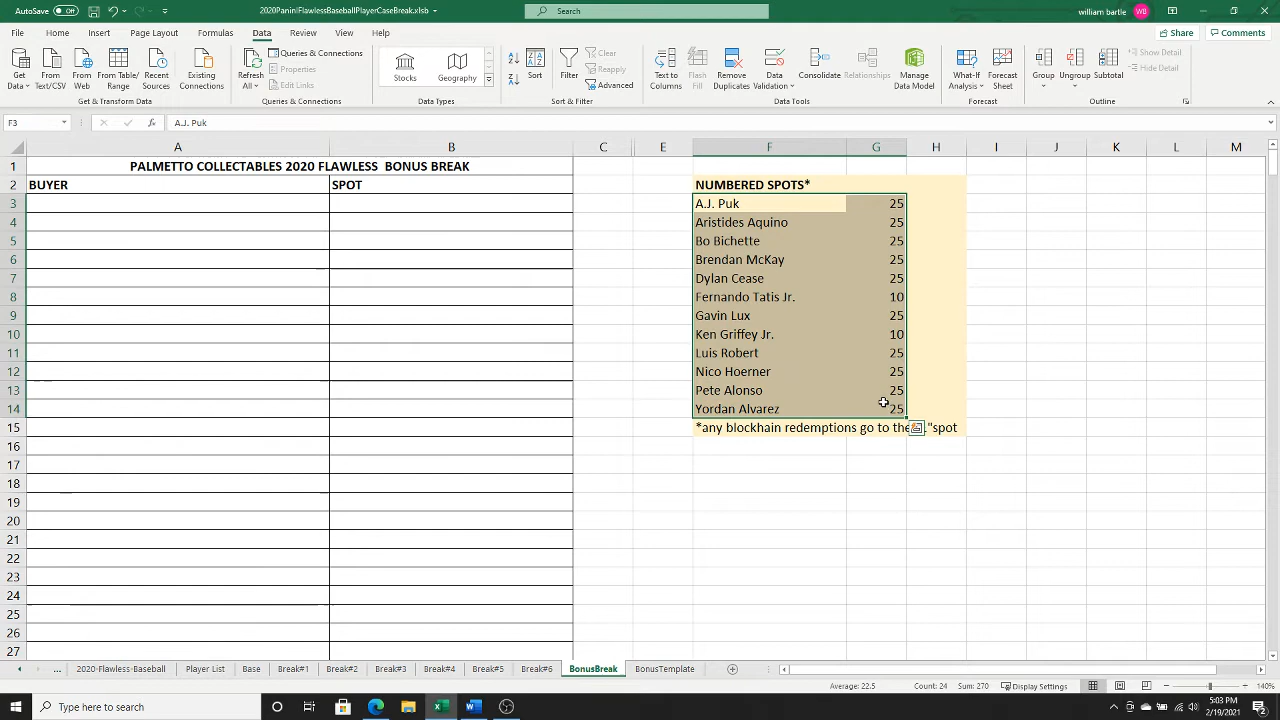 AutoSave Off 2020PaniniFlawlessBaseballPlayerCaseBreak.xlsb Search william bartle WB
File Home Insert Page Layout Formulas Data Review View Help Share Comments
Get Data From Text/CSV From Web From Table/Range Recent Sources Existing Connections
Refresh All Queries & Connections Properties Edit Links
Stocks Geography
Sort Filter Clear Reapply Advanced
Text to Columns Flash Fill Remove Duplicates Data Validation Consolidate Relationships Manage Data Model
What-If Analysis Forecast Sheet
Group Ungroup Subtotal Show Detail Hide Detail
Get & Transform Data Queries & Connections Data Types Sort & Filter Data Tools Forecast Outline
F3 fx A.J. Puk
A B C E F G H I J K L M
1 PALMETTO COLLECTABLES 2020 FLAWLESS BONUS BREAK
2 BUYER SPOT NUMBERED SPOTS*
3 A.J. Puk 25
4 Aristides Aquino 25
5 Bo Bichette 25
6 Brendan McKay 25
7 Dylan Cease 25
8 Fernando Tatis Jr. 10
9 Gavin Lux 25
10 Ken Griffey Jr. 10
11 Luis Robert 25
12 Nico Hoerner 25
13 Pete Alonso 25
14 Yordan Alvarez 25
15 *any blockhain redemptions go to the "spot
16
17
18
19
20
21
22
23
24
25
26
27
... 2020-Flawless-Baseball Player List Base Break#1 Break#2 Break#3 Break#4 Break#5 Break#6 BonusBreak BonusTemplate
Average: 22.5 Count: 24 Sum: 270 Display Settings 140%
Type here to search 5:03 PM
2/19/2021